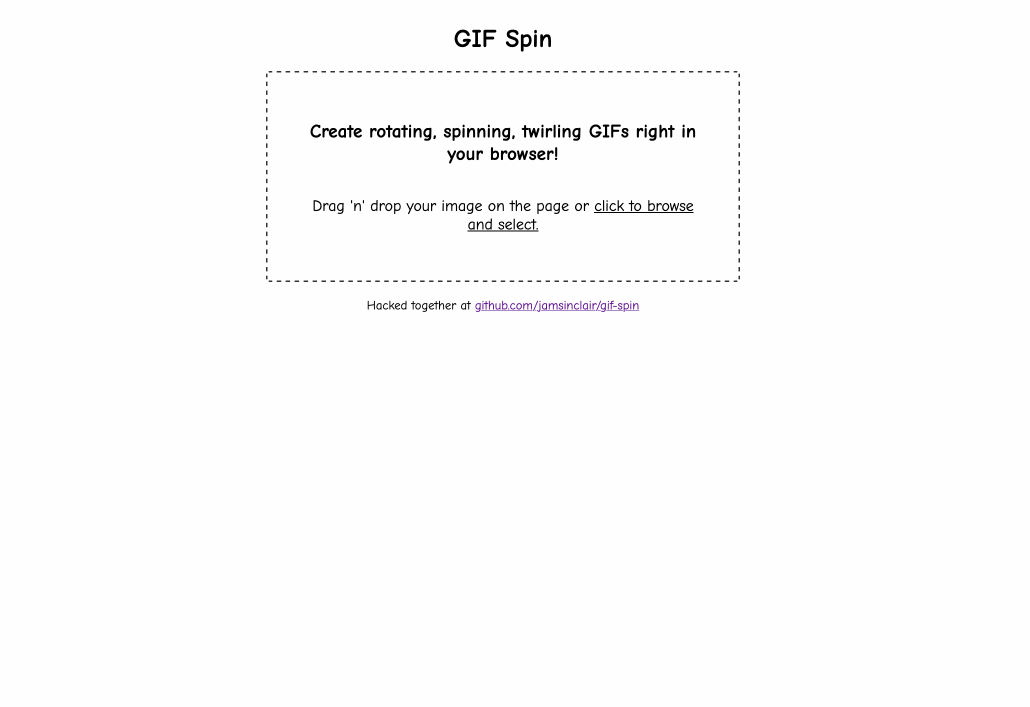 GIF Spin
Create rotating, spinning, twirling GIFs right in
your browser!
Drag 'n' drop your image on the page or click to browse
and select.
Hacked together at github.com/jamsinclair/gif-spin